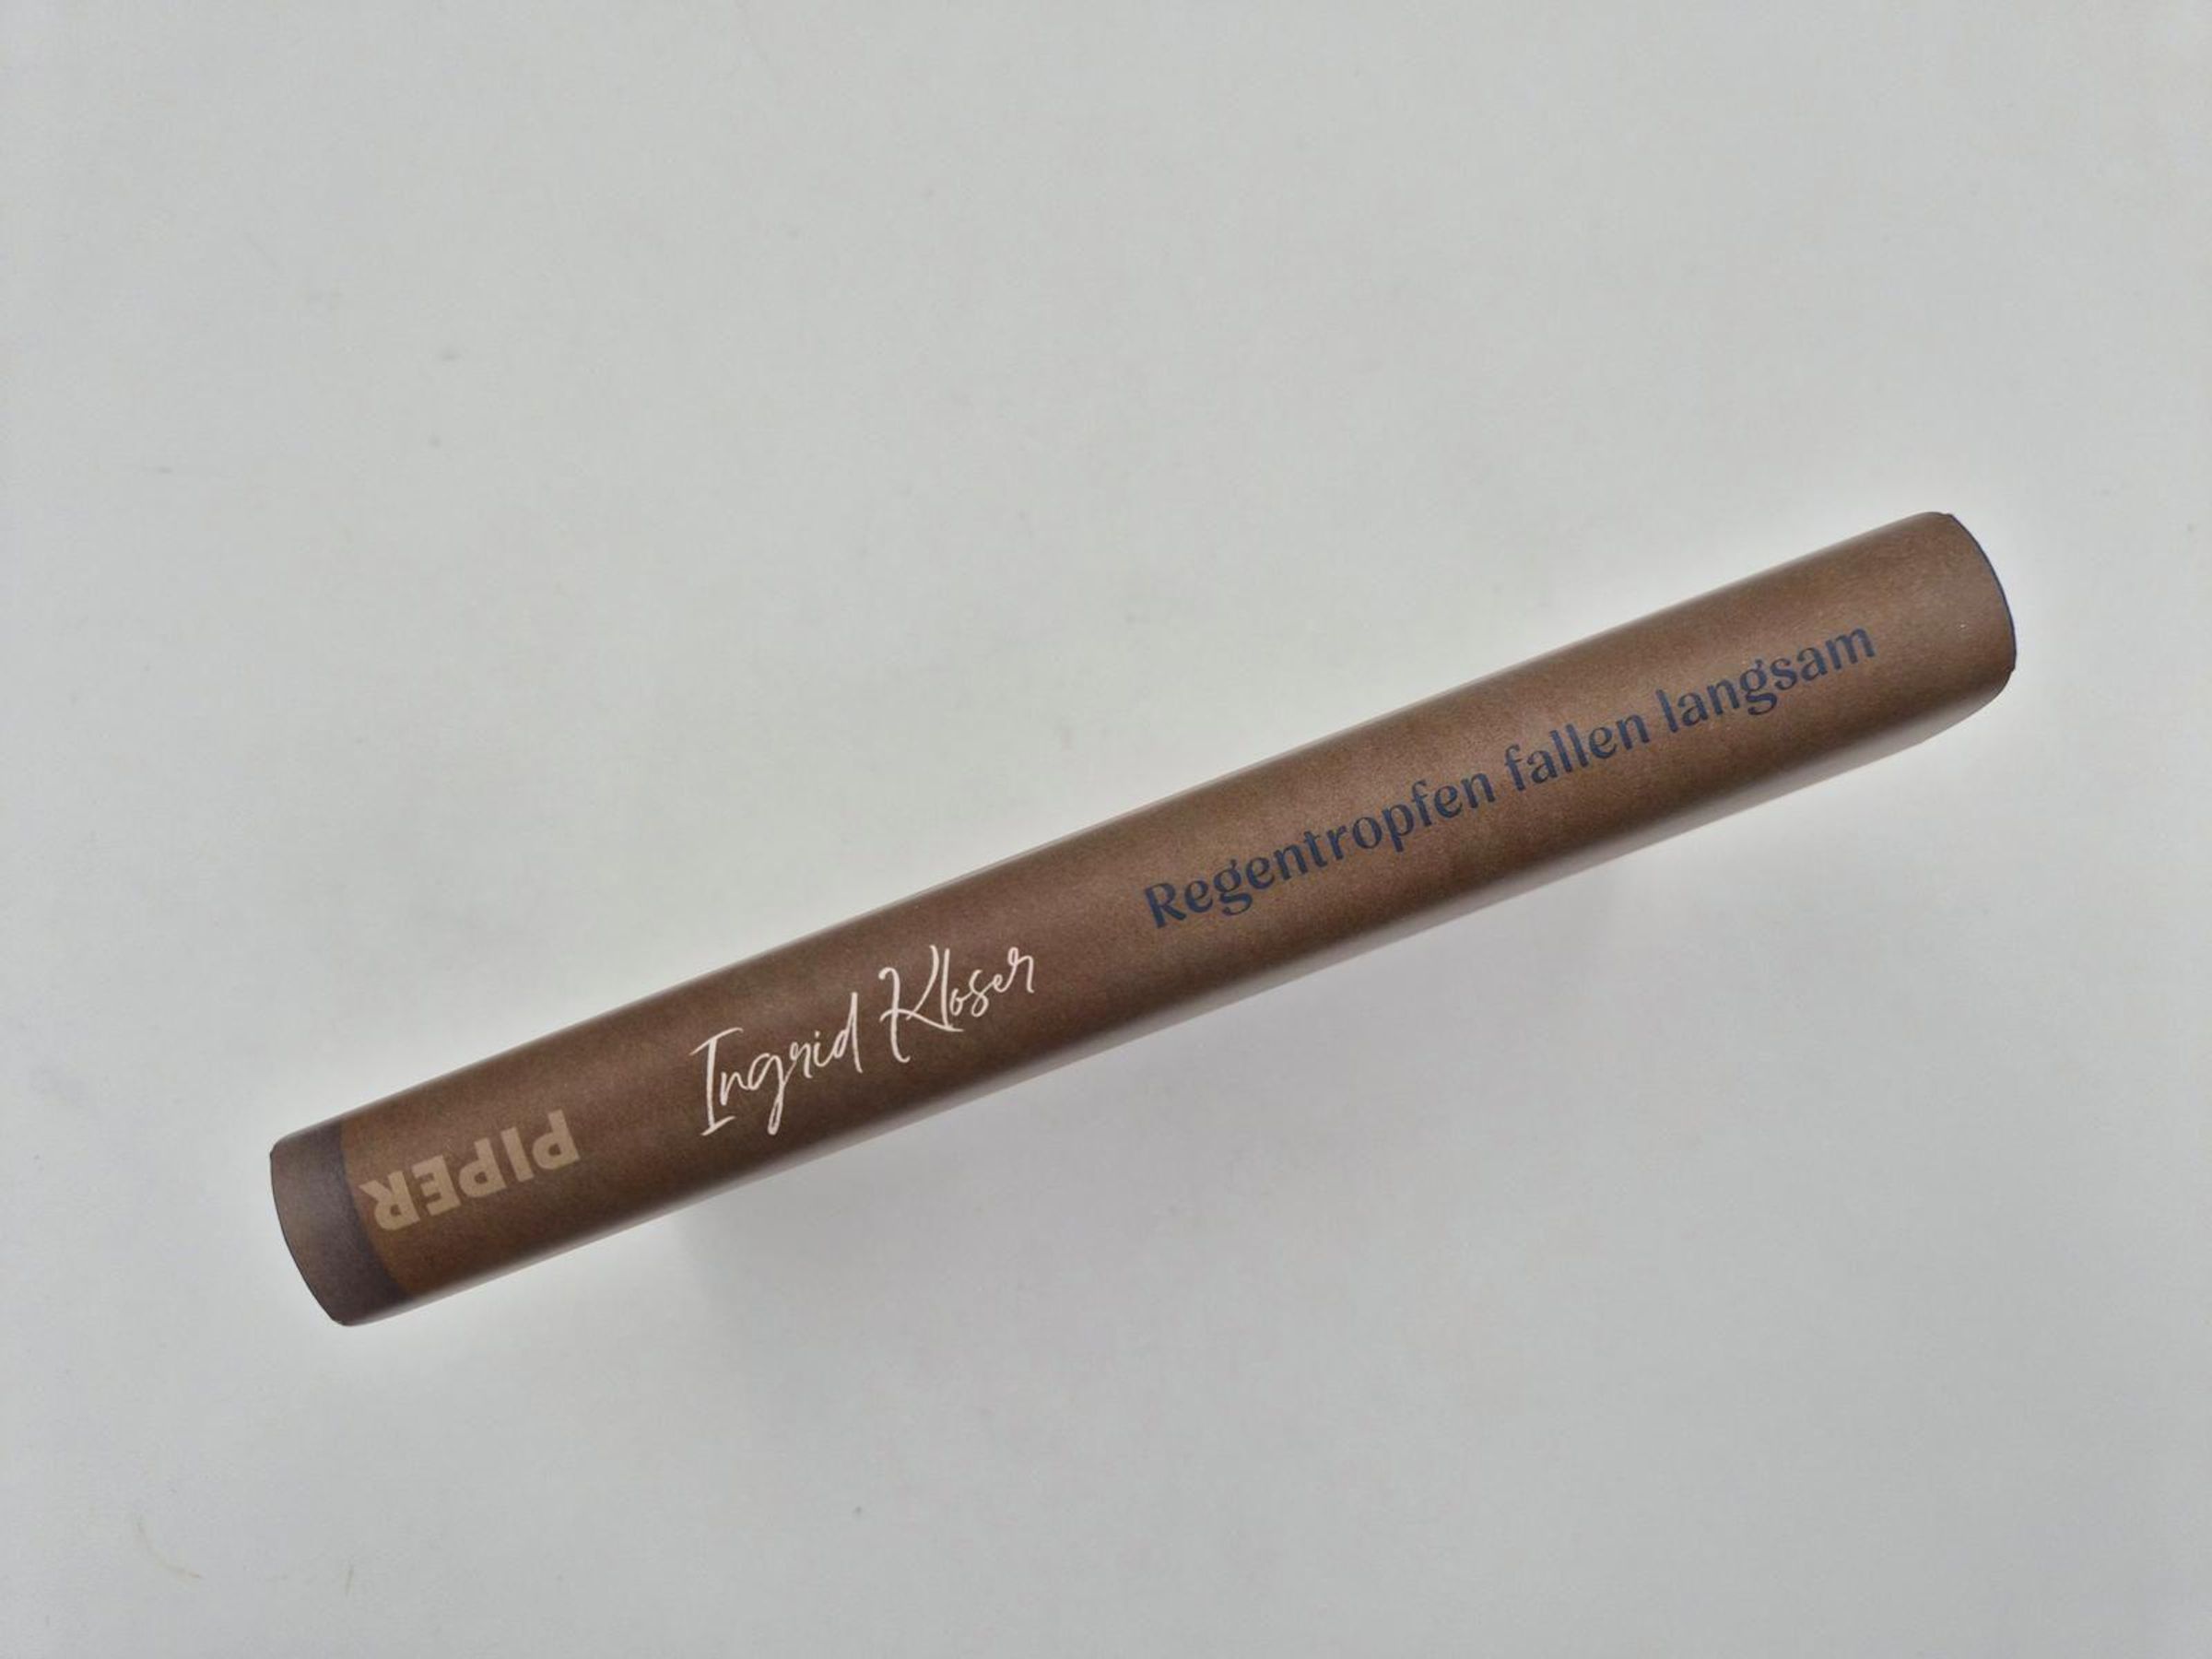 Ingrid Kloser
Regentropfen fallen langsam
PIPER